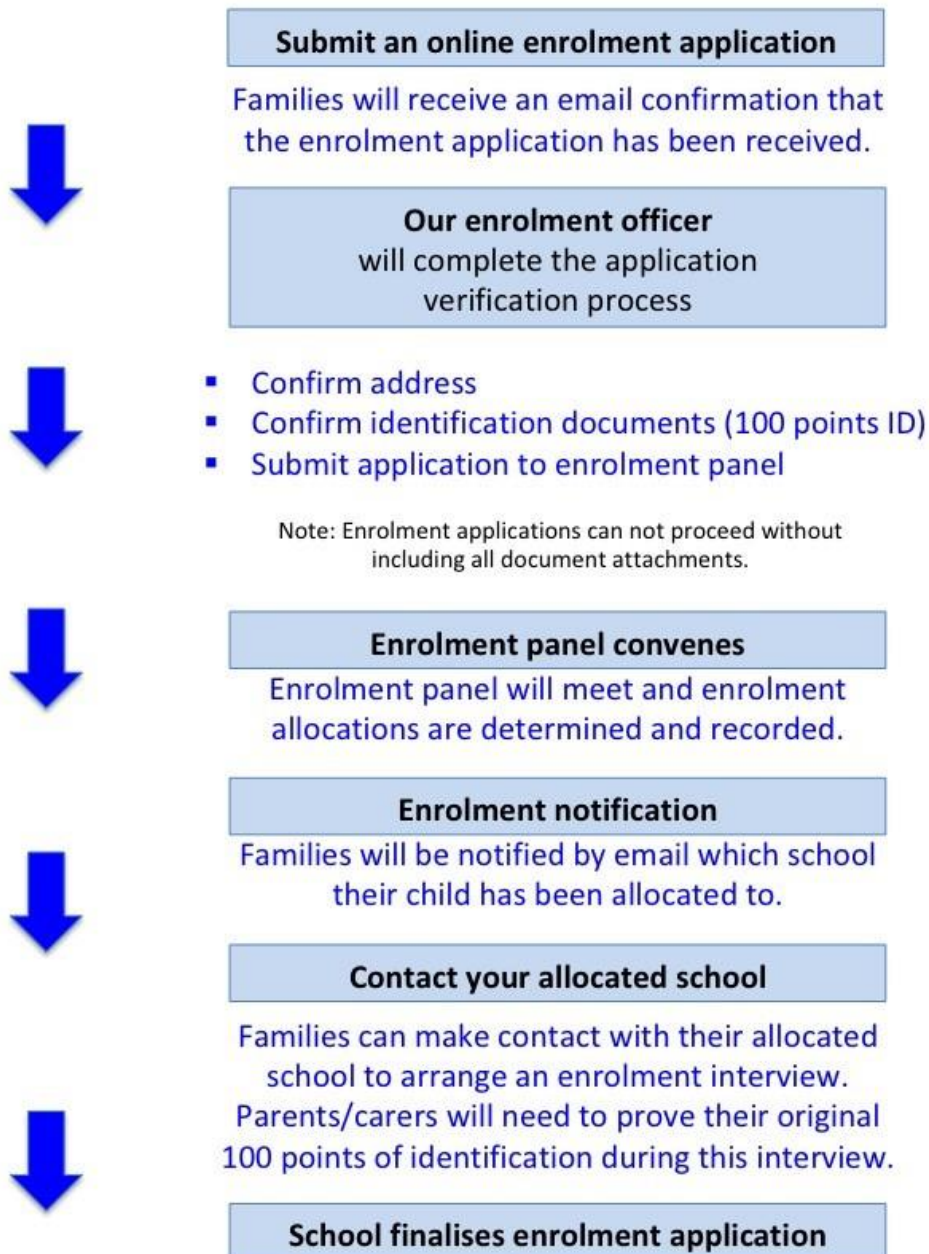 Submit an online enrolment application
Families will receive an email confirmation that
the enrolment application has been received.
Our enrolment officer
will complete the application
verification process
▪ Confirm address
▪ Confirm identification documents (100 points ID)
▪ Submit application to enrolment panel
Note: Enrolment applications can not proceed without
including all document attachments.
Enrolment panel convenes
Enrolment panel will meet and enrolment
allocations are determined and recorded.
Enrolment notification
Families will be notified by email which school
their child has been allocated to.
Contact your allocated school
Families can make contact with their allocated
school to arrange an enrolment interview.
Parents/carers will need to prove their original
100 points of identification during this interview.
School finalises enrolment application